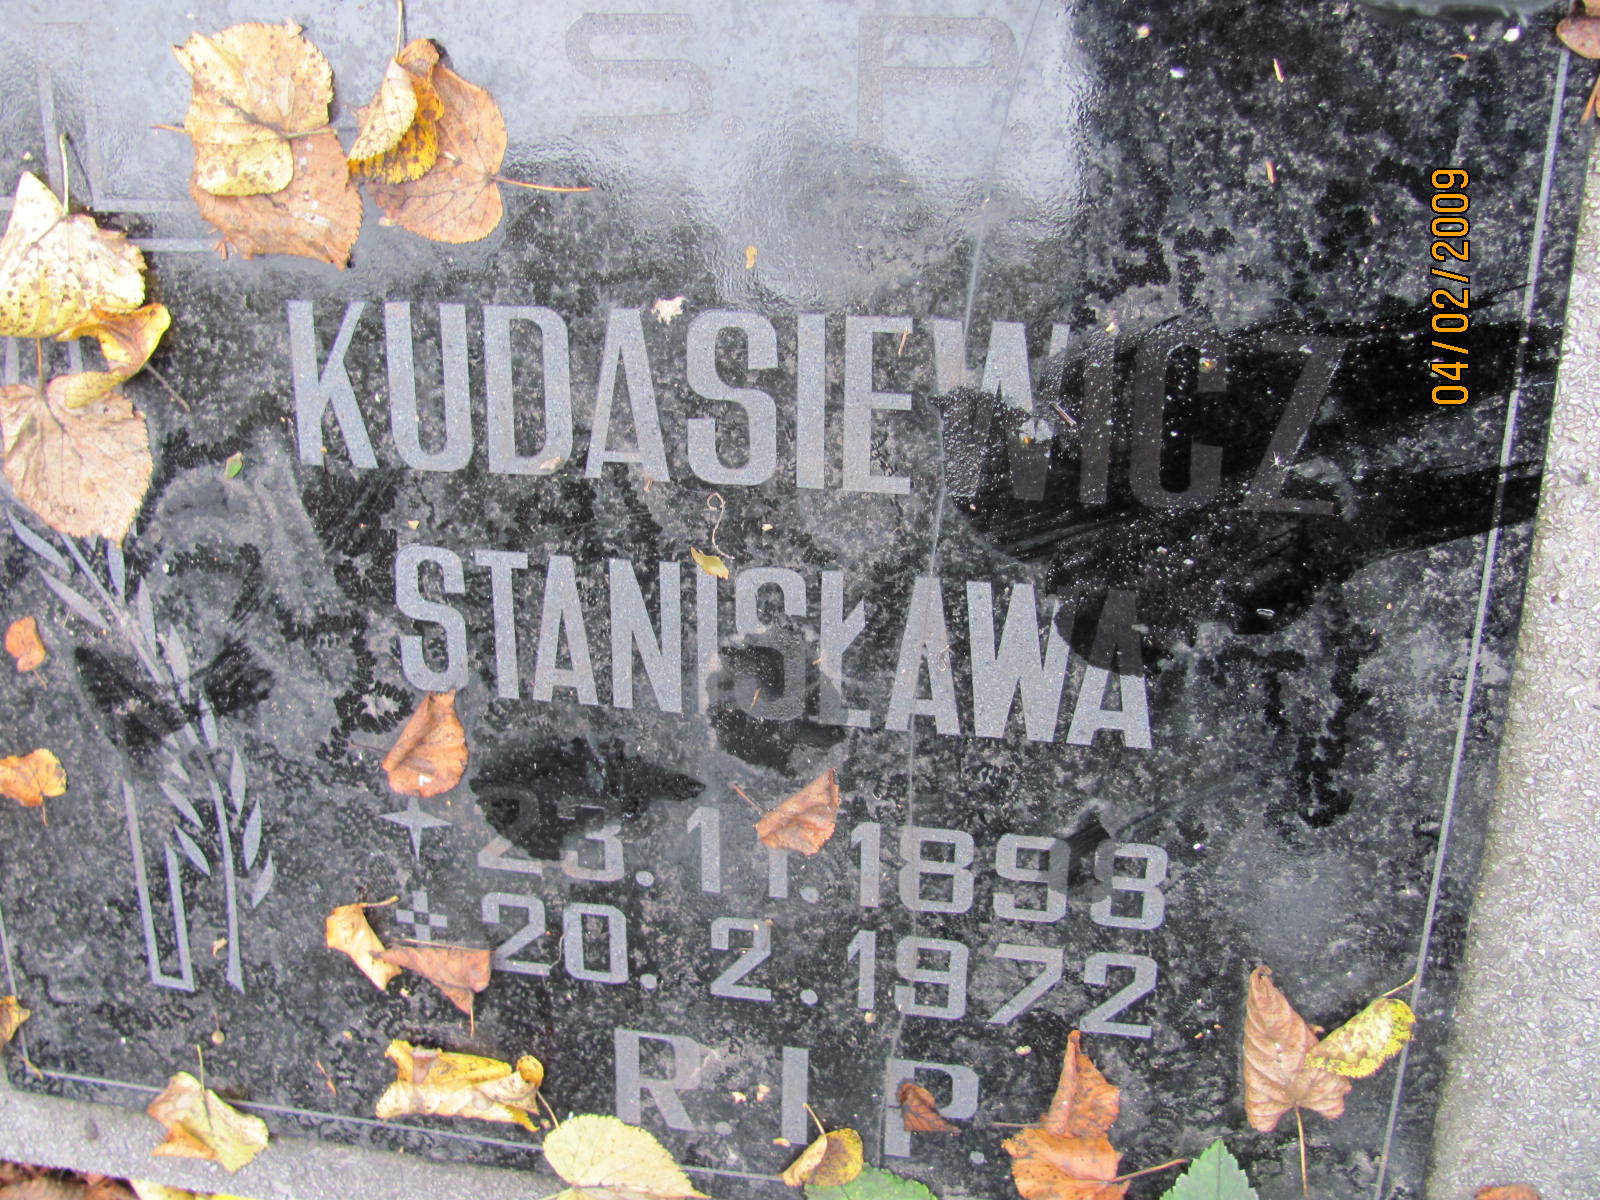 S.P.
KUDASIEWICZ
STANISŁAWA
23.11.1893
20.2.1972
R.I.P
04/02/2009